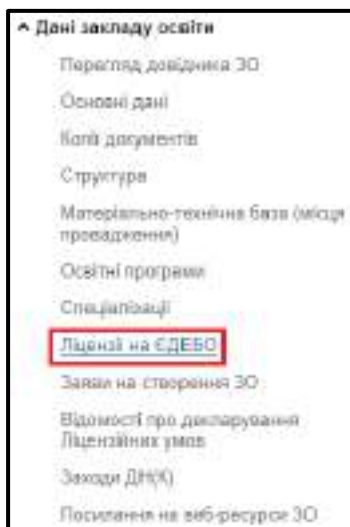 Дані закладу освіти
Перегляд довідника ЗО
Основні дані
Копії документів
Структура
Матеріально-технічна база (місця
провадження)
Освітні програми
Спеціалізації
Ліцензії на ЄДЕБО
Заяви на створення ЗО
Відомості про декларування
Ліцензійних умов
Заходи ДН(К)
Посилання на веб-ресурси ЗО